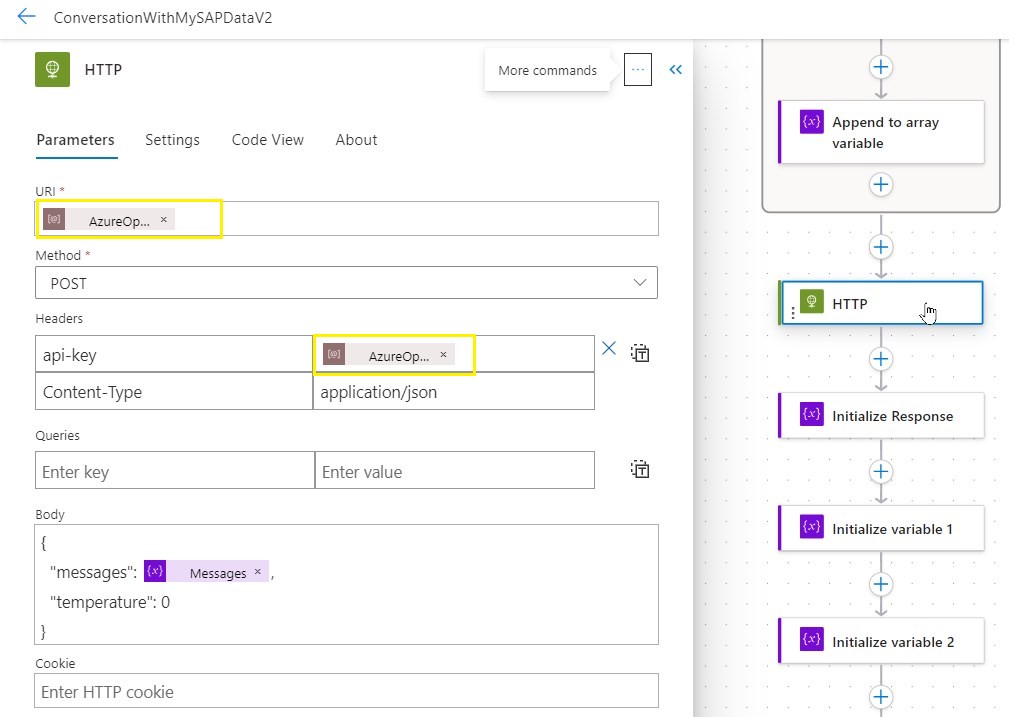 ConversationWithMySAPDataV2
HTTP
More commands
Parameters
Settings
Code View
About
URI *
AzureOp...
Method *
POST
Headers
api-key
AzureOp...
Content-Type
application/json
Queries
Enter key
Enter value
Body
{
"messages": {x} Messages ,
"temperature": 0
}
Cookie
Enter HTTP cookie
{x} Append to array
variable
HTTP
{x} Initialize Response
{x} Initialize variable 1
{x} Initialize variable 2